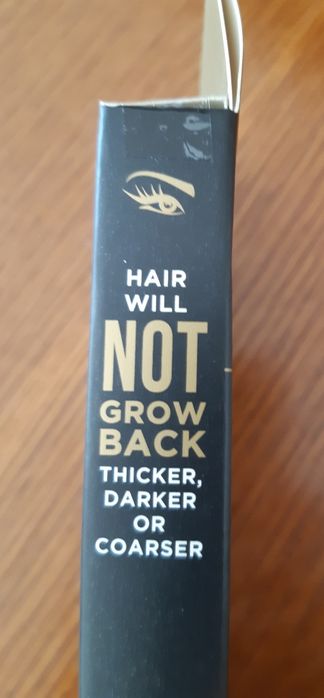 HAIR
WILL
NOT
GROW
BACK
THICKER,
DARKER
OR
COARSER